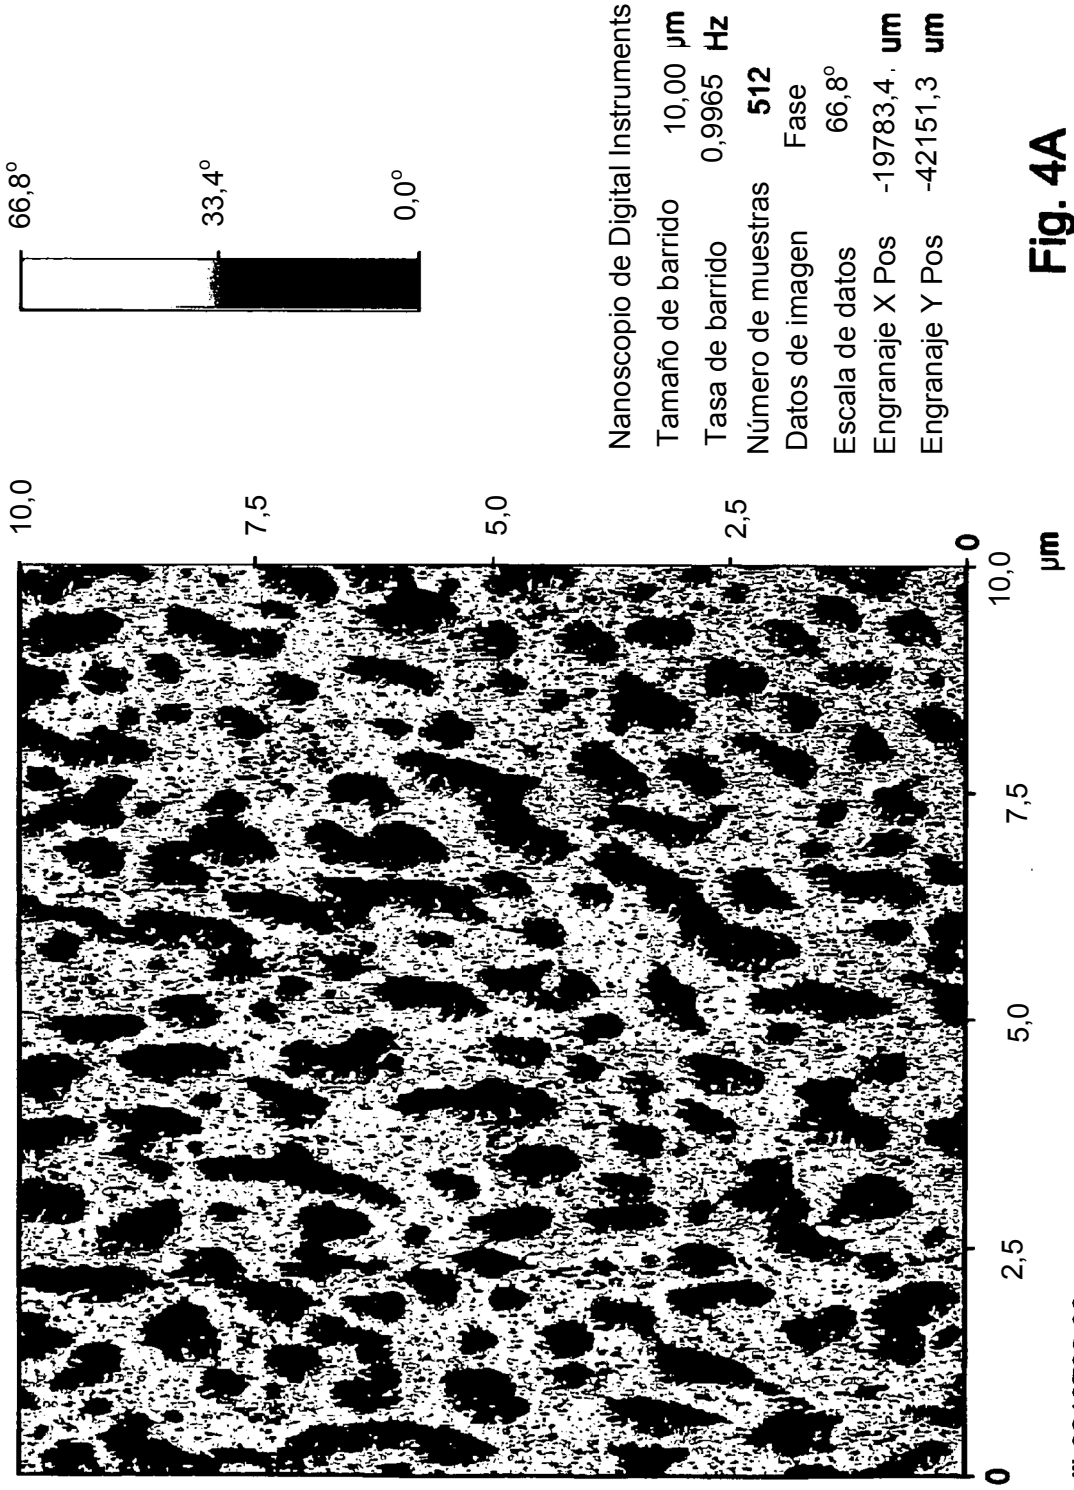 66,8°
33,4°
0,0°
Nanoscopio de Digital Instruments
Tamaño de barrido 10,00 µm
Tasa de barrido 0,9965 Hz
Número de muestras 512
Datos de imagen Fase
Escala de datos 66,8°
Engranaje X Pos -19783,4. um
Engranaje Y Pos -42151,3 um
10,0
7,5
5,0
2,5
0
0
2,5
5,0
7,5
10,0
µm
Fig. 4A